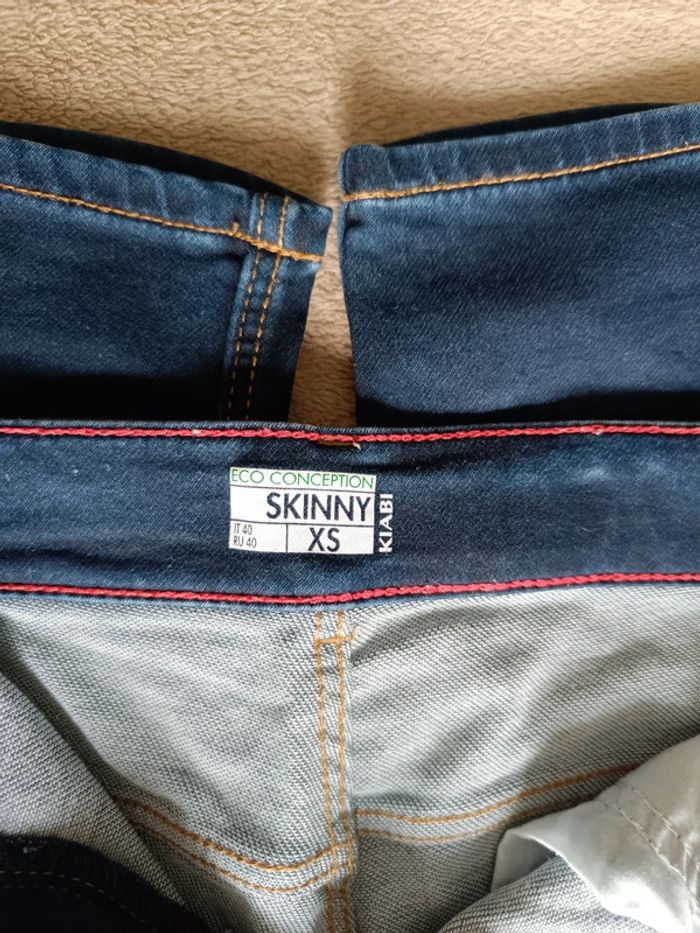 ECO CONCEPTION
SKINNY
IT 40
RU 40
XS
KIABI